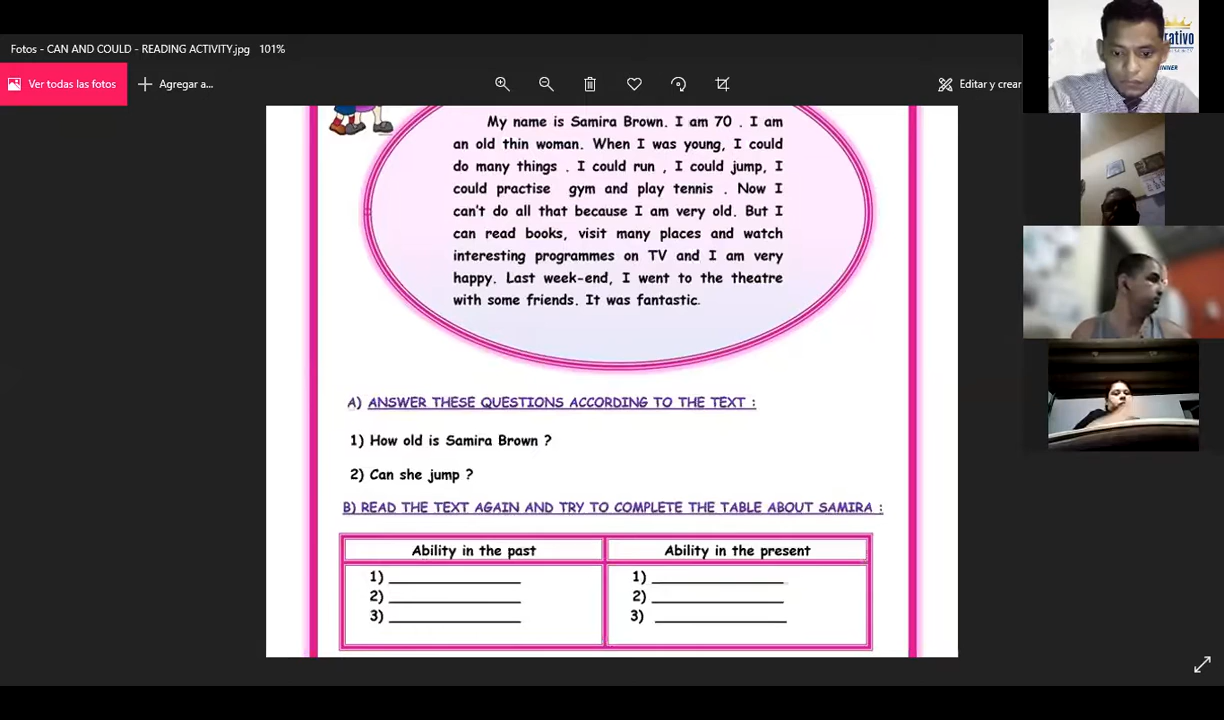 Fotos - CAN AND COULD - READING ACTIVITY.jpg 101%
Ver todas las fotos
Agregar a...
Editar y crear
My name is Samira Brown. I am 70 . I am
an old thin woman. When I was young, I could
do many things . I could run , I could jump, I
could practise gym and play tennis . Now I
can't do all that because I am very old. But I
can read books, visit many places and watch
interesting programmes on TV and I am very
happy. Last week-end, I went to the theatre
with some friends. It was fantastic.
A) ANSWER THESE QUESTIONS ACCORDING TO THE TEXT :
1) How old is Samira Brown ?
2) Can she jump ?
B) READ THE TEXT AGAIN AND TRY TO COMPLETE THE TABLE ABOUT SAMIRA :
Ability in the past Ability in the present
1) ________________ 1) ________________
2) ________________ 2) ________________
3) ________________ 3) ________________